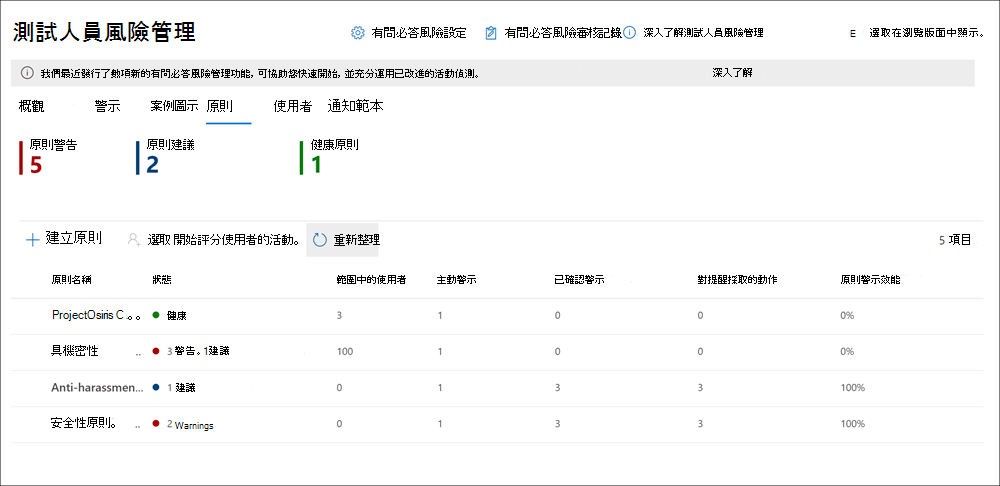 測試人員風險管理
有問必答風險設定 有問必答風險審核記錄 深入了解測試人員風險管理 E 選取在瀏覽版面中顯示。
我們最近發行了數項新的有問必答風險管理功能, 可協助您快速開始, 並充分運用已改進的活動偵測。 深入了解
概觀 警示 案例圖示 原則 使用者 通知範本
原則警告 原則建議 健康原則
5 2 1
建立原則 選取 開始評分使用者的活動。 重新整理 5 項目
原則名稱 狀態 範圍中的使用者 主動警示 已確認警示 對提醒採取的動作 原則警示效能
ProjectOsiris C 。。 健康 3 1 0 0 0%
具機密性 .. 3 警告。1建議 100 1 0 0 0%
Anti-harassmen... 1 建議 0 1 3 3 100%
安全性原則。 .. 2 Warnings 0 1 3 3 100%